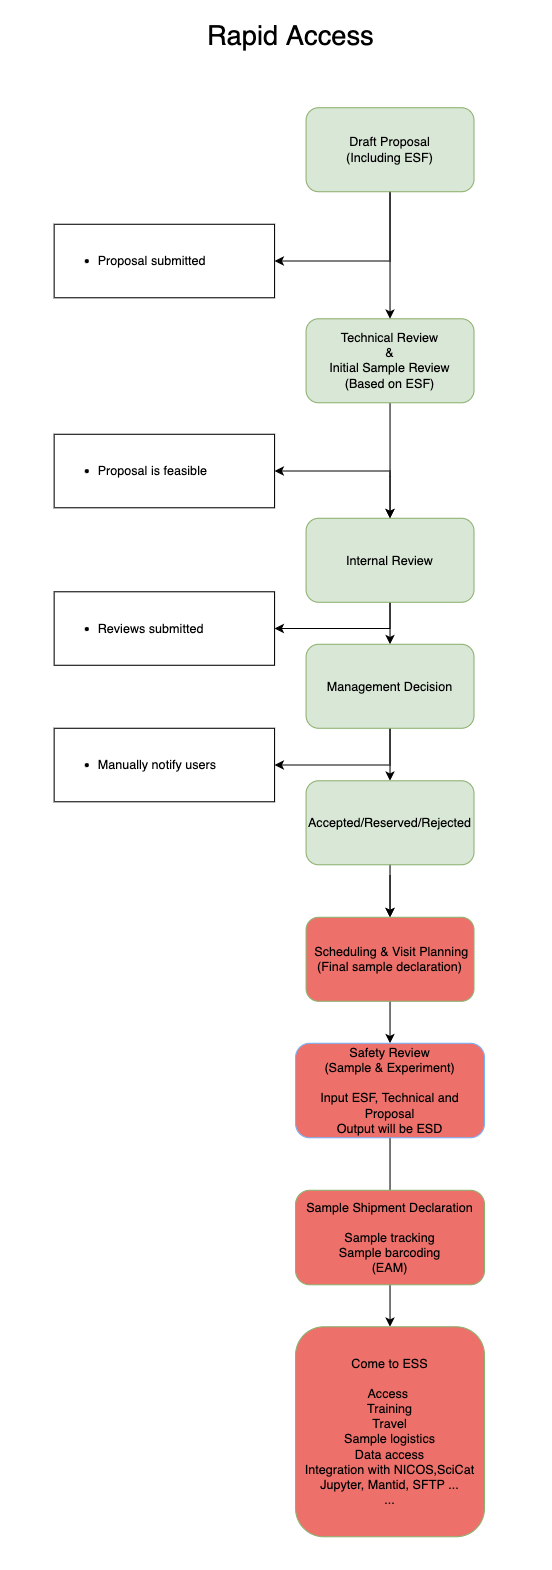 Rapid Access
Draft Proposal
(Including ESF)
• Proposal submitted
Technical Review
&
Initial Sample Review
(Based on ESF)
• Proposal is feasible
Internal Review
• Reviews submitted
Management Decision
• Manually notify users
Accepted/Reserved/Rejected
Scheduling & Visit Planning
(Final sample declaration)
Safety Review
(Sample & Experiment)
Input ESF, Technical and
Proposal
Output will be ESD
Sample Shipment Declaration
Sample tracking
Sample barcoding
(EAM)
Come to ESS
Access
Training
Travel
Sample logistics
Data access
Integration with NICOS,SciCat
Jupyter, Mantid, SFTP ...
...